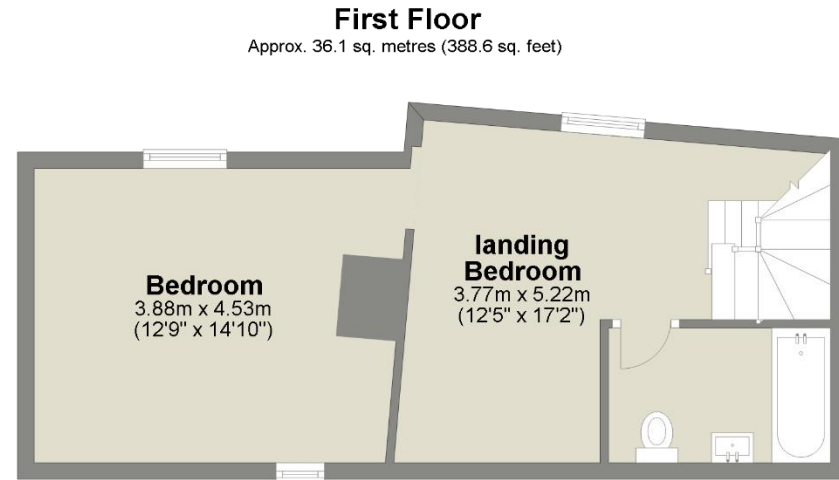 First Floor
Approx. 36.1 sq. metres (388.6 sq. feet)
Bedroom
3.88m x 4.53m
(12'9" x 14'10")
landing
Bedroom
3.77m x 5.22m
(12'5" x 17'2")